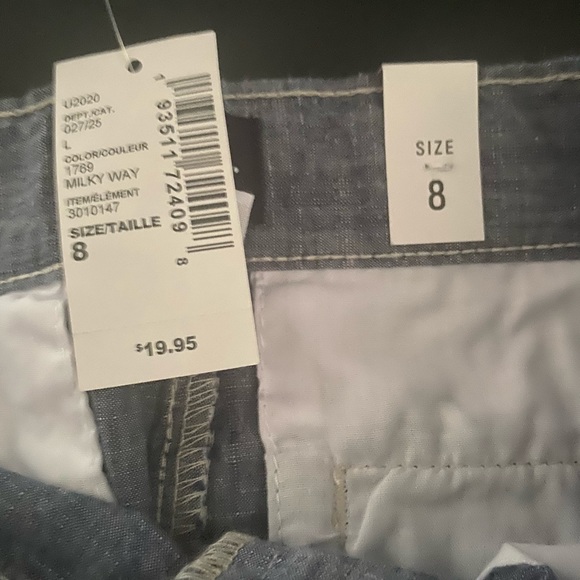 U2020
DEPT./CAT.
027/25
L
COLOR/COULEUR
1769
MILKY WAY
ITEM/ÉLÉMENT
3010147
SIZE/TAILLE
8
1 93511 72409 8
$19.95
SIZE
8